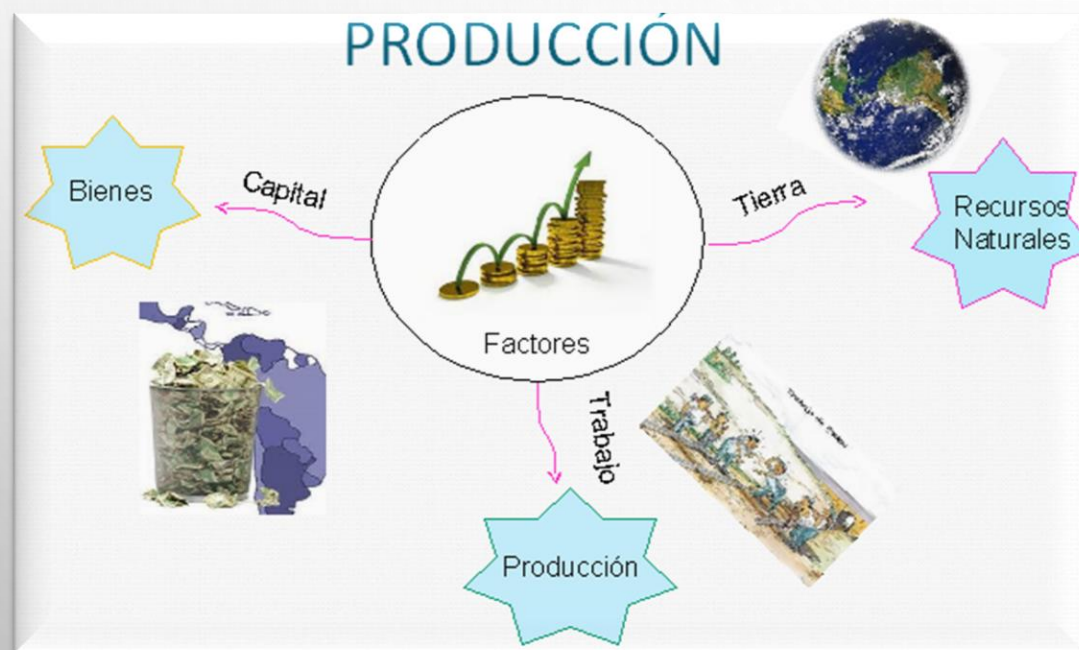 PRODUCCIÓN
Bienes
Capital
Tierra
Recursos
Naturales
Factores
Trabajo
Producción